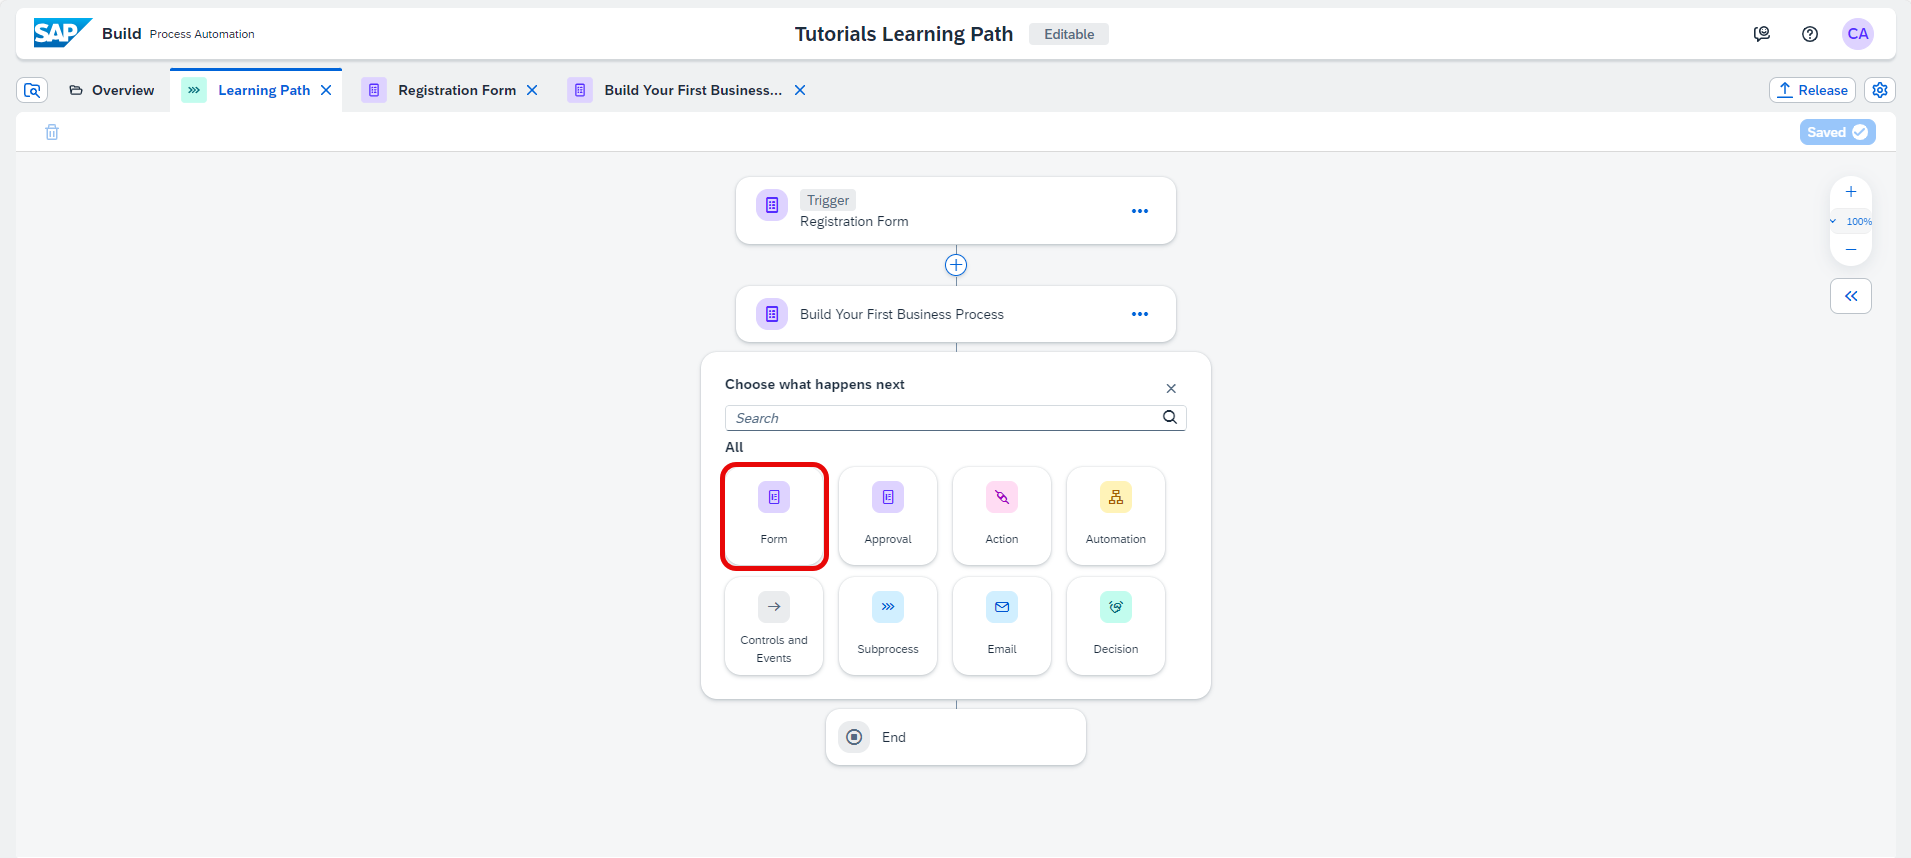 SAP Build Process Automation
Tutorials Learning Path Editable
CA
Overview
Learning Path
Registration Form
Build Your First Business...
Release
Saved
Trigger
Registration Form
100%
Build Your First Business Process
Choose what happens next
Search
All
Form
Approval
Action
Automation
Controls and
Events
Subprocess
Email
Decision
End